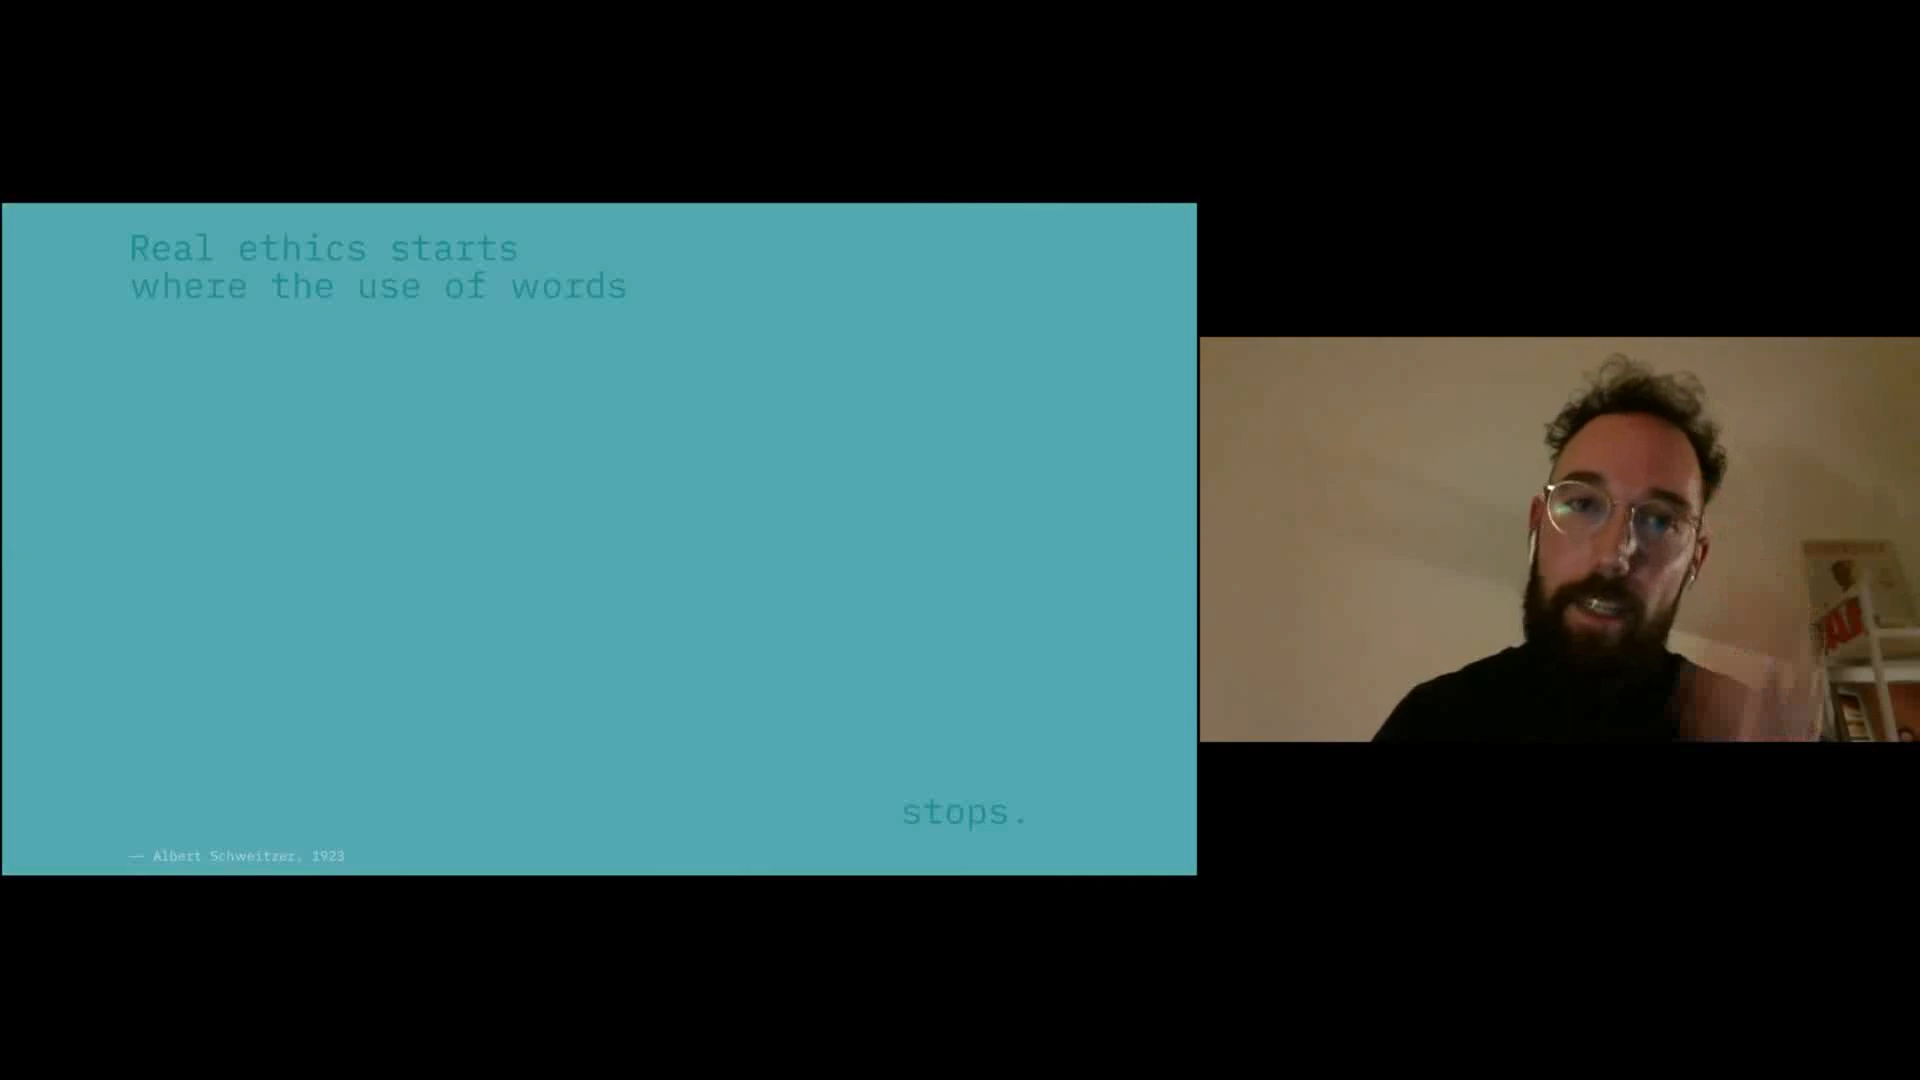 Real ethics starts
where the use of words
stops.
— Albert Schweitzer, 1923